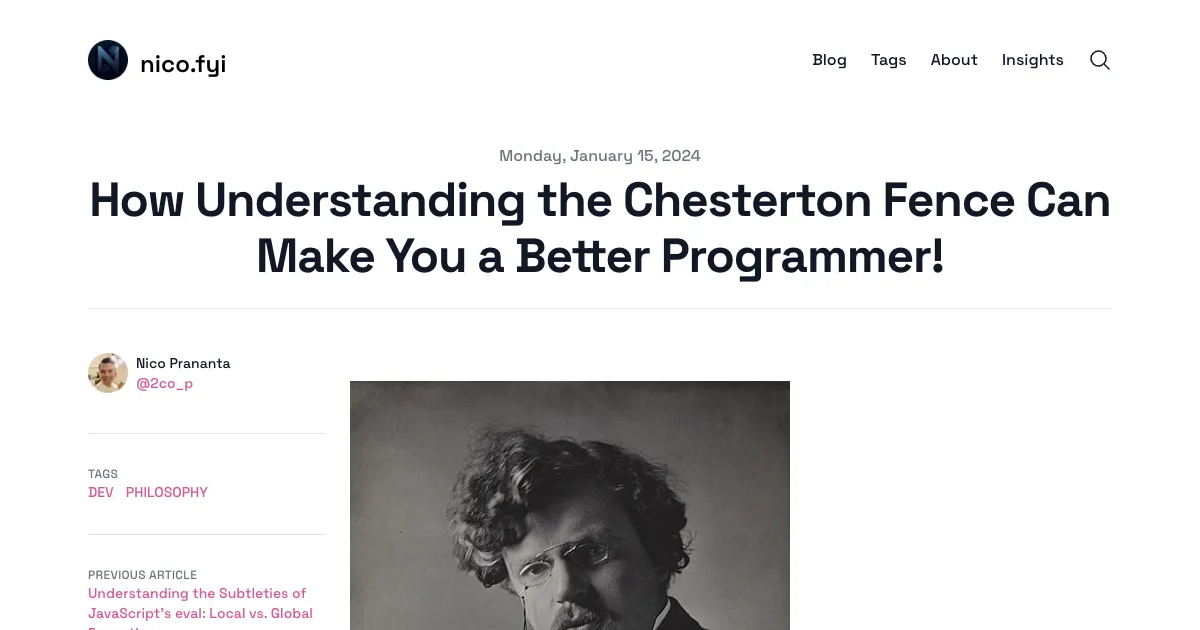 nico.fyi
Blog Tags About Insights
Monday, January 15, 2024
How Understanding the Chesterton Fence Can
Make You a Better Programmer!
Nico Prananta
@2co_p
TAGS
DEV PHILOSOPHY
PREVIOUS ARTICLE
Understanding the Subtleties of
JavaScript's eval: Local vs. Global